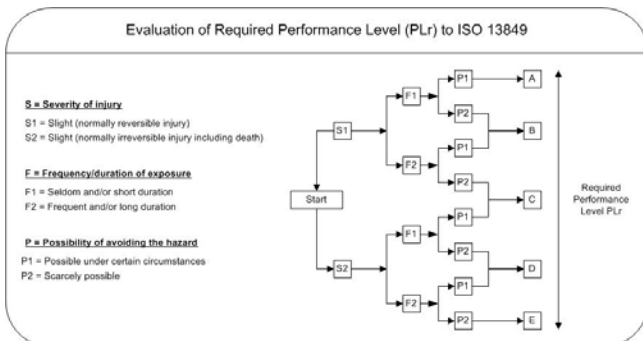 Evaluation of Required Performance Level (PLr) to ISO 13849
S = Severity of injury
S1 = Slight (normally reversible injury)
S2 = Slight (normally irreversible injury including death)
F = Frequency/duration of exposure
F1 = Seldom and/or short duration
F2 = Frequent and/or long duration
P = Possibility of avoiding the hazard
P1 = Possible under certain circumstances
P2 = Scarcely possible
Start
S1
S2
F1
F2
F1
F2
P1
P2
P1
P2
P1
P2
P1
P2
A
B
C
D
E
Required
Performance
Level PLr